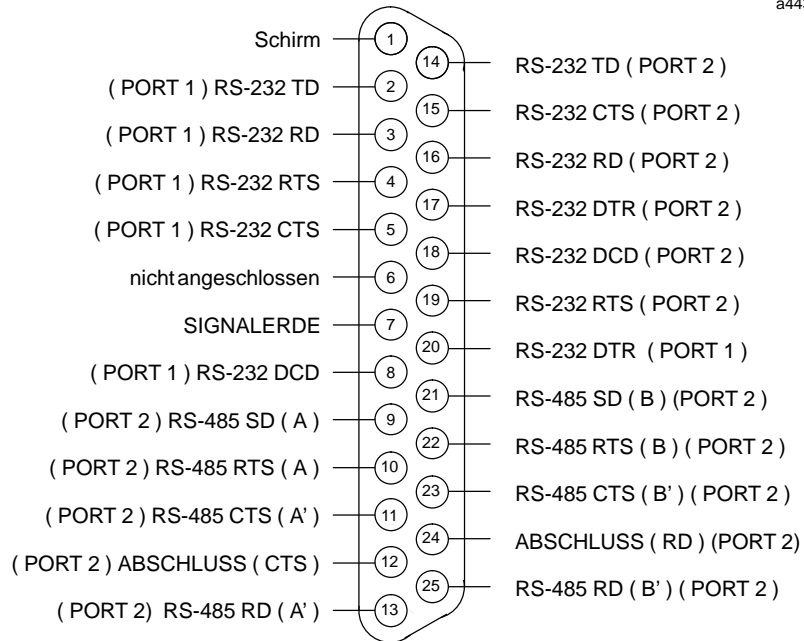 a443
Schirm
( PORT 1 ) RS-232 TD
( PORT 1 ) RS-232 RD
( PORT 1 ) RS-232 RTS
( PORT 1 ) RS-232 CTS
nicht angeschlossen
SIGNALERDE
( PORT 1 ) RS-232 DCD
( PORT 2 ) RS-485 SD ( A )
( PORT 2 ) RS-485 RTS ( A )
( PORT 2 ) RS-485 CTS ( A’ )
( PORT 2 ) ABSCHLUSS ( CTS )
( PORT 2) RS-485 RD ( A’ )
1
2
3
4
5
6
7
8
9
10
11
12
13
14
15
16
17
18
19
20
21
22
23
24
25
RS-232 TD ( PORT 2 )
RS-232 CTS ( PORT 2 )
RS-232 RD ( PORT 2 )
RS-232 DTR ( PORT 2 )
RS-232 DCD ( PORT 2 )
RS-232 RTS ( PORT 2 )
RS-232 DTR ( PORT 1 )
RS-485 SD ( B ) (PORT 2 )
RS-485 RTS ( B ) ( PORT 2 )
RS-485 CTS ( B’ ) ( PORT 2 )
ABSCHLUSS ( RD ) (PORT 2)
RS-485 RD ( B’ ) ( PORT 2 )